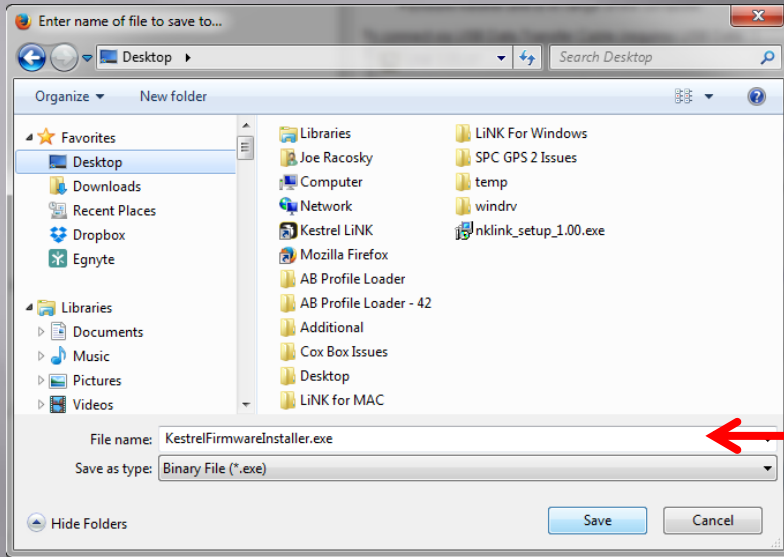 Enter name of file to save to...
Desktop
Search Desktop
Organize
New folder
Favorites
Desktop
Downloads
Recent Places
Dropbox
Egnyte
Libraries
Documents
Music
Pictures
Videos
Libraries
Joe Racosky
Computer
Network
Kestrel LiNK
Mozilla Firefox
AB Profile Loader
AB Profile Loader - 42
Additional
Cox Box Issues
Desktop
LiNK for MAC
LiNK For Windows
SPC GPS 2 Issues
temp
windrv
nklink_setup_1.00.exe
File name: KestrelFirmwareInstaller.exe
Save as type: Binary File (*.exe)
Hide Folders
Save
Cancel